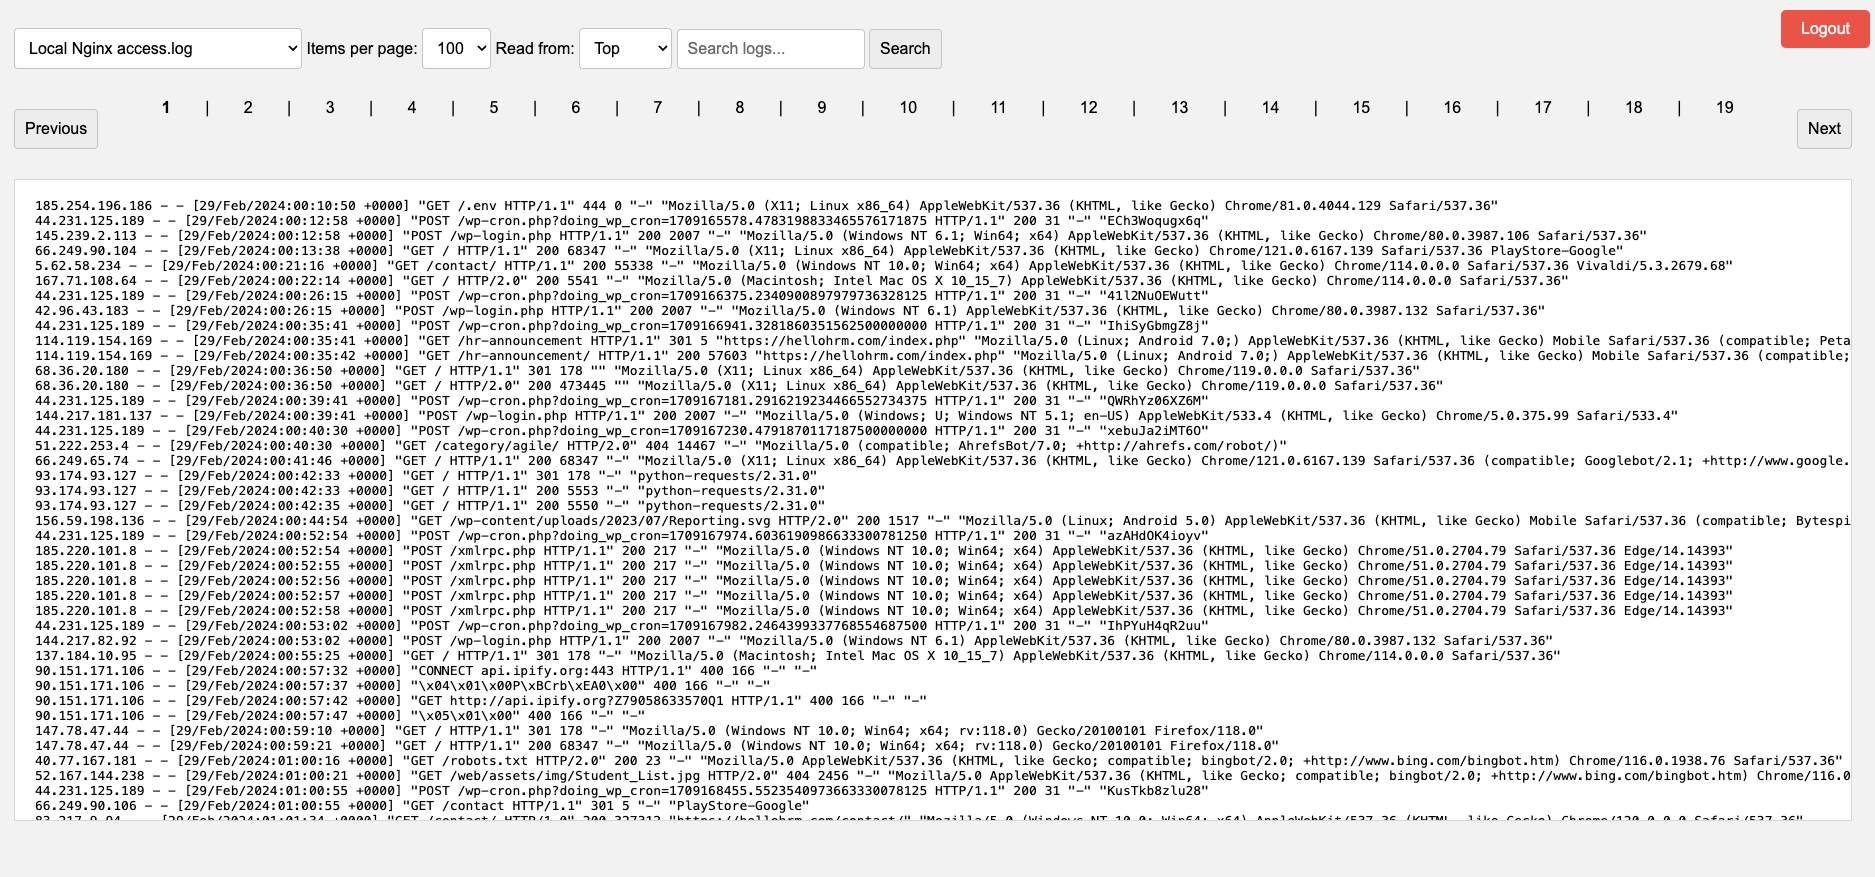 Logout
Local Nginx access.log Items per page: 100 Read from: Top Search logs... Search
1 | 2 | 3 | 4 | 5 | 6 | 7 | 8 | 9 | 10 | 11 | 12 | 13 | 14 | 15 | 16 | 17 | 18 | 19
Previous Next
185.254.196.186 - - [29/Feb/2024:00:10:50 +0000] "GET /.env HTTP/1.1" 444 0 "-" "Mozilla/5.0 (X11; Linux x86_64) AppleWebKit/537.36 (KHTML, like Gecko) Chrome/81.0.4044.129 Safari/537.36"
44.231.125.189 - - [29/Feb/2024:00:12:58 +0000] "POST /wp-cron.php?doing_wp_cron=1709165578.4783198833465576171875 HTTP/1.1" 200 31 "-" "ECh3Woqugx6q"
145.239.2.113 - - [29/Feb/2024:00:12:58 +0000] "POST /wp-login.php HTTP/1.1" 200 2007 "-" "Mozilla/5.0 (Windows NT 6.1; Win64; x64) AppleWebKit/537.36 (KHTML, like Gecko) Chrome/80.0.3987.106 Safari/537.36"
66.249.90.104 - - [29/Feb/2024:00:13:38 +0000] "GET / HTTP/1.1" 200 68347 "-" "Mozilla/5.0 (X11; Linux x86_64) AppleWebKit/537.36 (KHTML, like Gecko) Chrome/121.0.6167.139 Safari/537.36 PlayStore-Google"
5.62.58.234 - - [29/Feb/2024:00:21:16 +0000] "GET /contact/ HTTP/1.1" 200 55338 "-" "Mozilla/5.0 (Windows NT 10.0; Win64; x64) AppleWebKit/537.36 (KHTML, like Gecko) Chrome/114.0.0.0 Safari/537.36 Vivaldi/5.3.2679.68"
167.71.108.64 - - [29/Feb/2024:00:22:14 +0000] "GET / HTTP/2.0" 200 5541 "-" "Mozilla/5.0 (Macintosh; Intel Mac OS X 10_15_7) AppleWebKit/537.36 (KHTML, like Gecko) Chrome/114.0.0.0 Safari/537.36"
44.231.125.189 - - [29/Feb/2024:00:26:15 +0000] "POST /wp-cron.php?doing_wp_cron=1709166375.2340900897979736328125 HTTP/1.1" 200 31 "-" "41l2NuOEWutt"
42.96.43.183 - - [29/Feb/2024:00:26:15 +0000] "POST /wp-login.php HTTP/1.1" 200 2007 "-" "Mozilla/5.0 (Windows NT 6.1) AppleWebKit/537.36 (KHTML, like Gecko) Chrome/80.0.3987.132 Safari/537.36"
44.231.125.189 - - [29/Feb/2024:00:35:41 +0000] "POST /wp-cron.php?doing_wp_cron=1709166941.3281860351562500000000 HTTP/1.1" 200 31 "-" "IhiSyGbmgZ8j"
114.119.154.169 - - [29/Feb/2024:00:35:41 +0000] "GET /hr-announcement HTTP/1.1" 301 5 "https://hellohrm.com/index.php" "Mozilla/5.0 (Linux; Android 7.0;) AppleWebKit/537.36 (KHTML, like Gecko) Mobile Safari/537.36 (compatible; Peta
114.119.154.169 - - [29/Feb/2024:00:35:42 +0000] "GET /hr-announcement/ HTTP/1.1" 200 57603 "https://hellohrm.com/index.php" "Mozilla/5.0 (Linux; Android 7.0;) AppleWebKit/537.36 (KHTML, like Gecko) Mobile Safari/537.36 (compatible;
68.36.20.180 - - [29/Feb/2024:00:36:50 +0000] "GET / HTTP/1.1" 301 178 "" "Mozilla/5.0 (X11; Linux x86_64) AppleWebKit/537.36 (KHTML, like Gecko) Chrome/119.0.0.0 Safari/537.36"
68.36.20.180 - - [29/Feb/2024:00:36:50 +0000] "GET / HTTP/2.0" 200 473445 "" "Mozilla/5.0 (X11; Linux x86_64) AppleWebKit/537.36 (KHTML, like Gecko) Chrome/119.0.0.0 Safari/537.36"
44.231.125.189 - - [29/Feb/2024:00:39:41 +0000] "POST /wp-cron.php?doing_wp_cron=1709167181.2916219234466552734375 HTTP/1.1" 200 31 "-" "QWRhYz06XZ6M"
144.217.181.137 - - [29/Feb/2024:00:39:41 +0000] "POST /wp-login.php HTTP/1.1" 200 2007 "-" "Mozilla/5.0 (Windows; U; Windows NT 5.1; en-US) AppleWebKit/533.4 (KHTML, like Gecko) Chrome/5.0.375.99 Safari/533.4"
44.231.125.189 - - [29/Feb/2024:00:40:30 +0000] "POST /wp-cron.php?doing_wp_cron=1709167230.4791870117187500000000 HTTP/1.1" 200 31 "-" "xebuJa2iMT6O"
51.222.253.4 - - [29/Feb/2024:00:40:30 +0000] "GET /category/agile/ HTTP/2.0" 404 14467 "-" "Mozilla/5.0 (compatible; AhrefsBot/7.0; +http://ahrefs.com/robot/)"
66.249.65.74 - - [29/Feb/2024:00:41:46 +0000] "GET / HTTP/1.1" 200 68347 "-" "Mozilla/5.0 (X11; Linux x86_64) AppleWebKit/537.36 (KHTML, like Gecko) Chrome/121.0.6167.139 Safari/537.36 (compatible; Googlebot/2.1; +http://www.google.
93.174.93.127 - - [29/Feb/2024:00:42:33 +0000] "GET / HTTP/1.1" 301 178 "-" "python-requests/2.31.0"
93.174.93.127 - - [29/Feb/2024:00:42:33 +0000] "GET / HTTP/1.1" 200 5553 "-" "python-requests/2.31.0"
93.174.93.127 - - [29/Feb/2024:00:42:33 +0000] "GET / HTTP/1.1" 200 5550 "-" "python-requests/2.31.0"
156.59.198.136 - - [29/Feb/2024:00:44:54 +0000] "GET /wp-content/uploads/2023/07/Reporting.svg HTTP/2.0" 200 1517 "-" "Mozilla/5.0 (Linux; Android 5.0) AppleWebKit/537.36 (KHTML, like Gecko) Mobile Safari/537.36 (compatible; Bytespi
44.231.125.189 - - [29/Feb/2024:00:52:54 +0000] "POST /wp-cron.php?doing_wp_cron=1709167974.6036190986633300781250 HTTP/1.1" 200 31 "-" "azAHdOK4ioyv"
185.220.101.8 - - [29/Feb/2024:00:52:54 +0000] "POST /xmlrpc.php HTTP/1.1" 200 217 "-" "Mozilla/5.0 (Windows NT 10.0; Win64; x64) AppleWebKit/537.36 (KHTML, like Gecko) Chrome/51.0.2704.79 Safari/537.36 Edge/14.14393"
185.220.101.8 - - [29/Feb/2024:00:52:55 +0000] "POST /xmlrpc.php HTTP/1.1" 200 217 "-" "Mozilla/5.0 (Windows NT 10.0; Win64; x64) AppleWebKit/537.36 (KHTML, like Gecko) Chrome/51.0.2704.79 Safari/537.36 Edge/14.14393"
185.220.101.8 - - [29/Feb/2024:00:52:56 +0000] "POST /xmlrpc.php HTTP/1.1" 200 217 "-" "Mozilla/5.0 (Windows NT 10.0; Win64; x64) AppleWebKit/537.36 (KHTML, like Gecko) Chrome/51.0.2704.79 Safari/537.36 Edge/14.14393"
185.220.101.8 - - [29/Feb/2024:00:52:57 +0000] "POST /xmlrpc.php HTTP/1.1" 200 217 "-" "Mozilla/5.0 (Windows NT 10.0; Win64; x64) AppleWebKit/537.36 (KHTML, like Gecko) Chrome/51.0.2704.79 Safari/537.36 Edge/14.14393"
185.220.101.8 - - [29/Feb/2024:00:52:58 +0000] "POST /xmlrpc.php HTTP/1.1" 200 217 "-" "Mozilla/5.0 (Windows NT 10.0; Win64; x64) AppleWebKit/537.36 (KHTML, like Gecko) Chrome/51.0.2704.79 Safari/537.36 Edge/14.14393"
44.231.125.189 - - [29/Feb/2024:00:53:02 +0000] "POST /wp-cron.php?doing_wp_cron=1709167982.2464399337768554687500 HTTP/1.1" 200 31 "-" "IhPYuH4qR2uu"
144.217.82.92 - - [29/Feb/2024:00:53:02 +0000] "POST /wp-login.php HTTP/1.1" 200 2007 "-" "Mozilla/5.0 (Windows NT 6.1) AppleWebKit/537.36 (KHTML, like Gecko) Chrome/80.0.3987.132 Safari/537.36"
137.184.10.95 - - [29/Feb/2024:00:55:25 +0000] "GET / HTTP/1.1" 301 178 "-" "Mozilla/5.0 (Macintosh; Intel Mac OS X 10_15_7) AppleWebKit/537.36 (KHTML, like Gecko) Chrome/114.0.0.0 Safari/537.36"
90.151.171.106 - - [29/Feb/2024:00:57:32 +0000] "CONNECT api.ipify.org:443 HTTP/1.1" 400 166 "-" "-"
90.151.171.106 - - [29/Feb/2024:00:57:37 +0000] "\x04\x01\x00P\xBCrb\xEA0\x00" 400 166 "-" "-"
90.151.171.106 - - [29/Feb/2024:00:57:42 +0000] "GET http://api.ipify.org?Z79058633570Q1 HTTP/1.1" 400 166 "-" "-"
90.151.171.106 - - [29/Feb/2024:00:57:47 +0000] "\x05\x01\x00" 400 166 "-" "-"
147.78.47.44 - - [29/Feb/2024:00:59:10 +0000] "GET / HTTP/1.1" 301 178 "-" "Mozilla/5.0 (Windows NT 10.0; Win64; x64; rv:118.0) Gecko/20100101 Firefox/118.0"
147.78.47.44 - - [29/Feb/2024:00:59:21 +0000] "GET / HTTP/1.1" 200 68347 "-" "Mozilla/5.0 (Windows NT 10.0; Win64; x64; rv:118.0) Gecko/20100101 Firefox/118.0"
40.77.167.181 - - [29/Feb/2024:01:00:16 +0000] "GET /robots.txt HTTP/2.0" 200 23 "-" "Mozilla/5.0 AppleWebKit/537.36 (KHTML, like Gecko; compatible; bingbot/2.0; +http://www.bing.com/bingbot.htm) Chrome/116.0.1938.76 Safari/537.36"
52.167.144.238 - - [29/Feb/2024:01:00:21 +0000] "GET /web/assets/img/Student_List.jpg HTTP/2.0" 404 2456 "-" "Mozilla/5.0 AppleWebKit/537.36 (KHTML, like Gecko; compatible; bingbot/2.0; +http://www.bing.com/bingbot.htm) Chrome/116.0
44.231.125.189 - - [29/Feb/2024:01:00:55 +0000] "POST /wp-cron.php?doing_wp_cron=1709168455.5523540973663330078125 HTTP/1.1" 200 31 "-" "KusTkb8zlu28"
66.249.90.106 - - [29/Feb/2024:01:00:55 +0000] "GET /contact HTTP/1.1" 301 5 "-" "PlayStore-Google"
83.217.9.94 - - [29/Feb/2024:01:01:34 +0000] "GET /contact/ HTTP/1.0" 200 327312 "https://hellohrm.com/contact/" "Mozilla/5.0 (Windows NT 10.0; Win64; x64) AppleWebKit/537.36 (KHTML, like Gecko) Chrome/120.0.0.0 Safari/537.36"